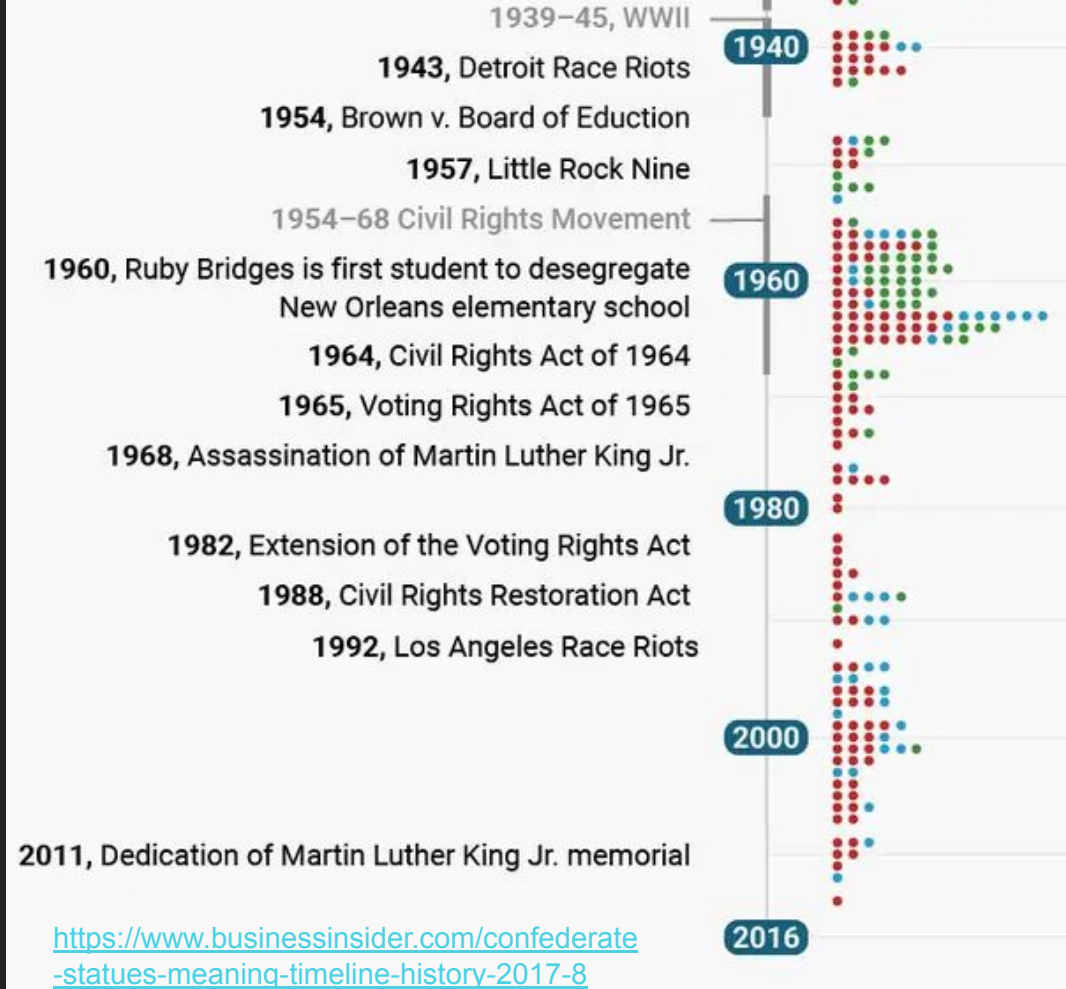 1939–45, WWII
1940
1943, Detroit Race Riots
1954, Brown v. Board of Eduction
1957, Little Rock Nine
1954–68 Civil Rights Movement
1960, Ruby Bridges is first student to desegregate
1960
New Orleans elementary school
1964, Civil Rights Act of 1964
1965, Voting Rights Act of 1965
1968, Assassination of Martin Luther King Jr.
1980
1982, Extension of the Voting Rights Act
1988, Civil Rights Restoration Act
1992, Los Angeles Race Riots
2000
2011, Dedication of Martin Luther King Jr. memorial
2016
https://www.businessinsider.com/confederate
-statues-meaning-timeline-history-2017-8